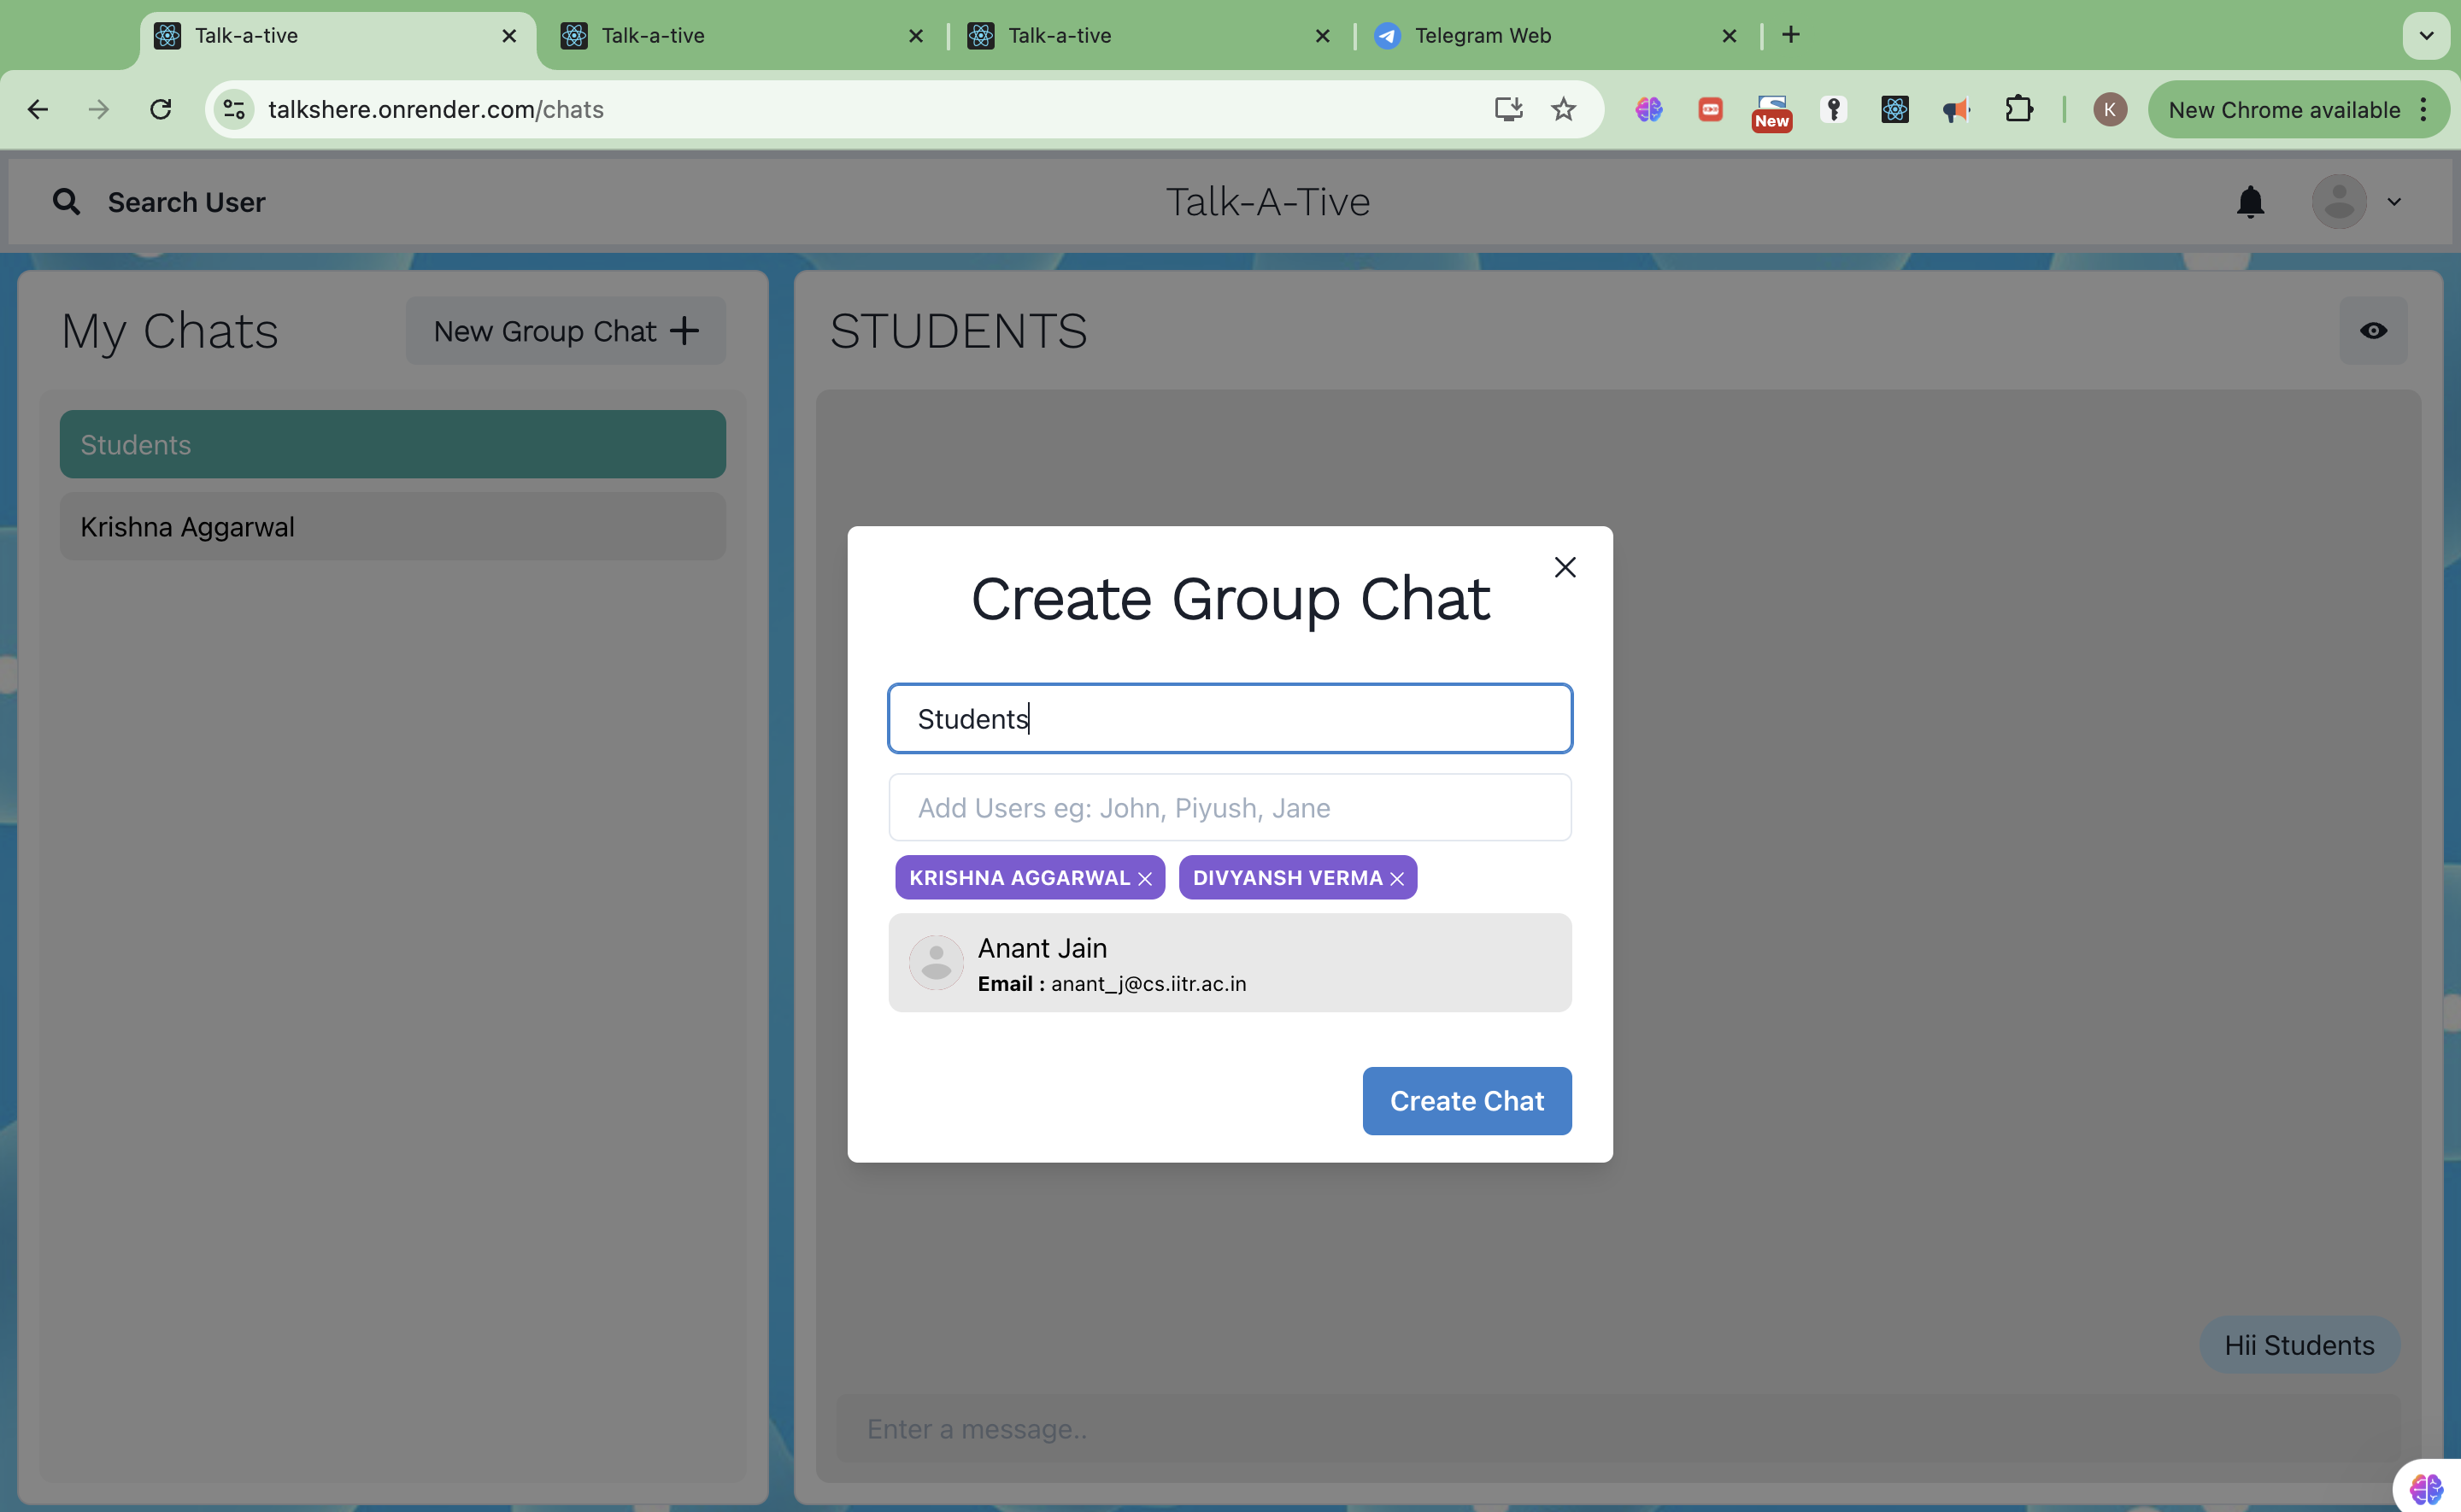 Talk-a-tive
Talk-a-tive
Talk-a-tive
Telegram Web
talkshere.onrender.com/chats
New
K
New Chrome available
Search User
Talk-A-Tive
My Chats
New Group Chat
STUDENTS
Students
Krishna Aggarwal
Create Group Chat
Students
Add Users eg: John, Piyush, Jane
KRISHNA AGGARWAL
DIVYANSH VERMA
Anant Jain
Email : anant_j@cs.iitr.ac.in
Create Chat
Hii Students
Enter a message..